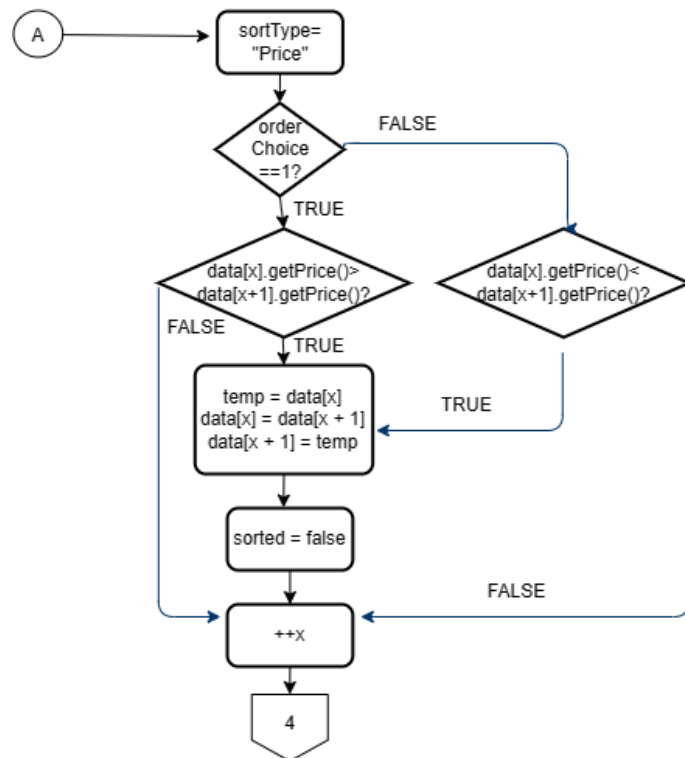 A
sortType=
"Price"
order
Choice
==1?
FALSE
TRUE
data[x].getPrice()>
data[x+1].getPrice()?
data[x].getPrice()<
data[x+1].getPrice()?
FALSE
TRUE
temp = data[x]
data[x] = data[x + 1]
data[x + 1] = temp
TRUE
sorted = false
FALSE
++x
4